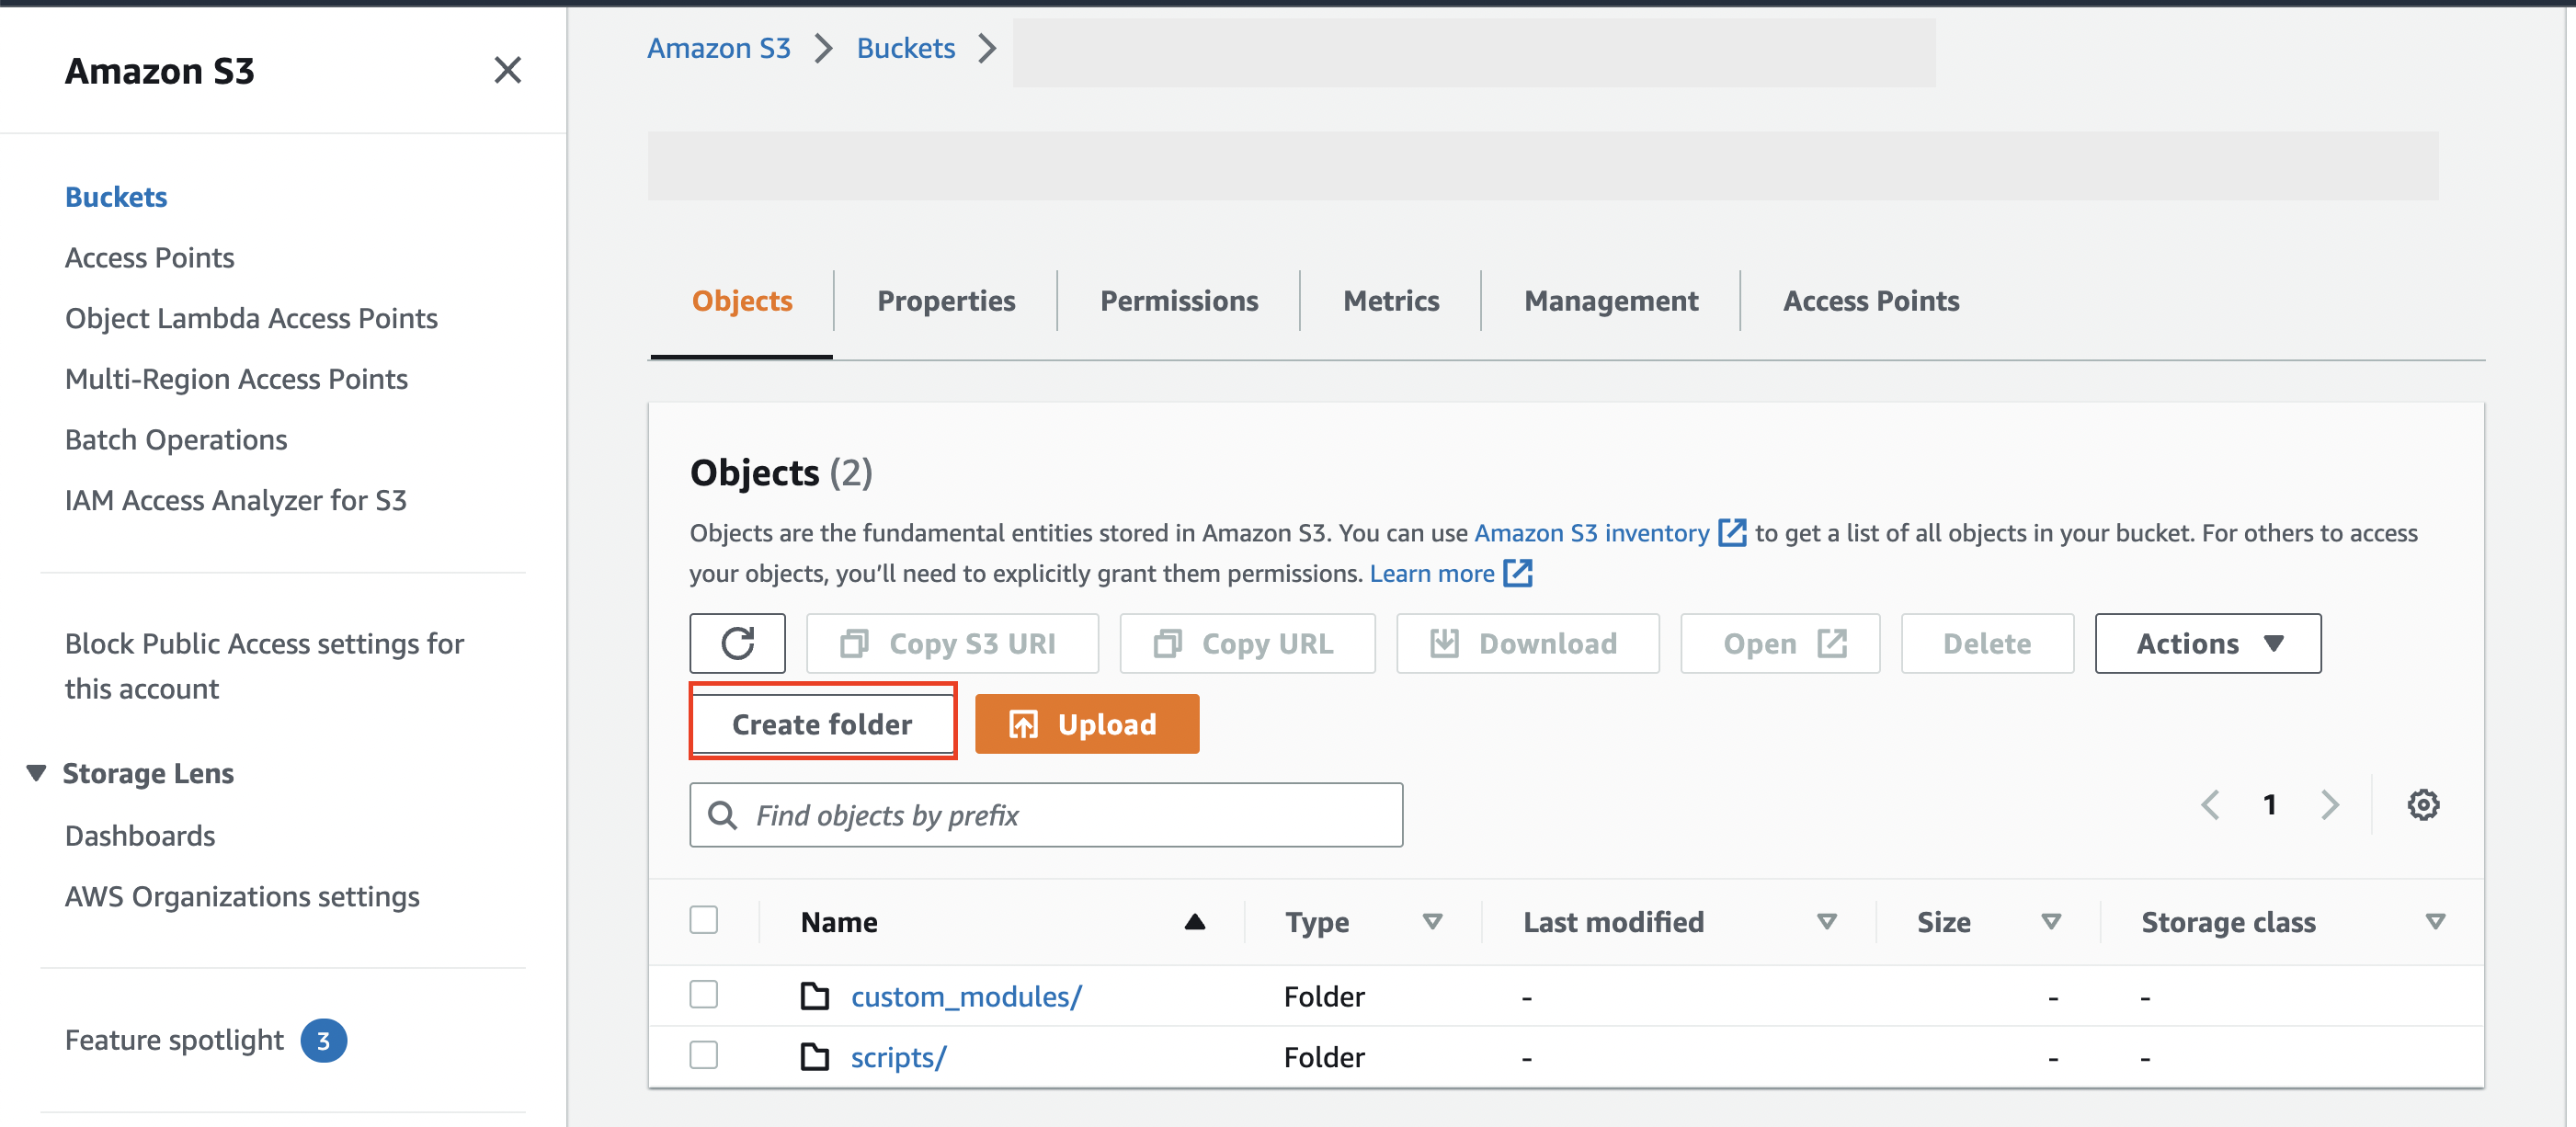 Amazon S3
Buckets
Access Points
Object Lambda Access Points
Multi-Region Access Points
Batch Operations
IAM Access Analyzer for S3
Block Public Access settings for
this account
Storage Lens
Dashboards
AWS Organizations settings
Feature spotlight 3
Amazon S3 Buckets
Objects Properties Permissions Metrics Management Access Points
Objects (2)
Objects are the fundamental entities stored in Amazon S3. You can use Amazon S3 inventory to get a list of all objects in your bucket. For others to access
your objects, you’ll need to explicitly grant them permissions. Learn more
Copy S3 URI Copy URL Download Open Delete Actions
Create folder Upload
Find objects by prefix 1
Name Type Last modified Size Storage class
custom_modules/ Folder - - -
scripts/ Folder - - -